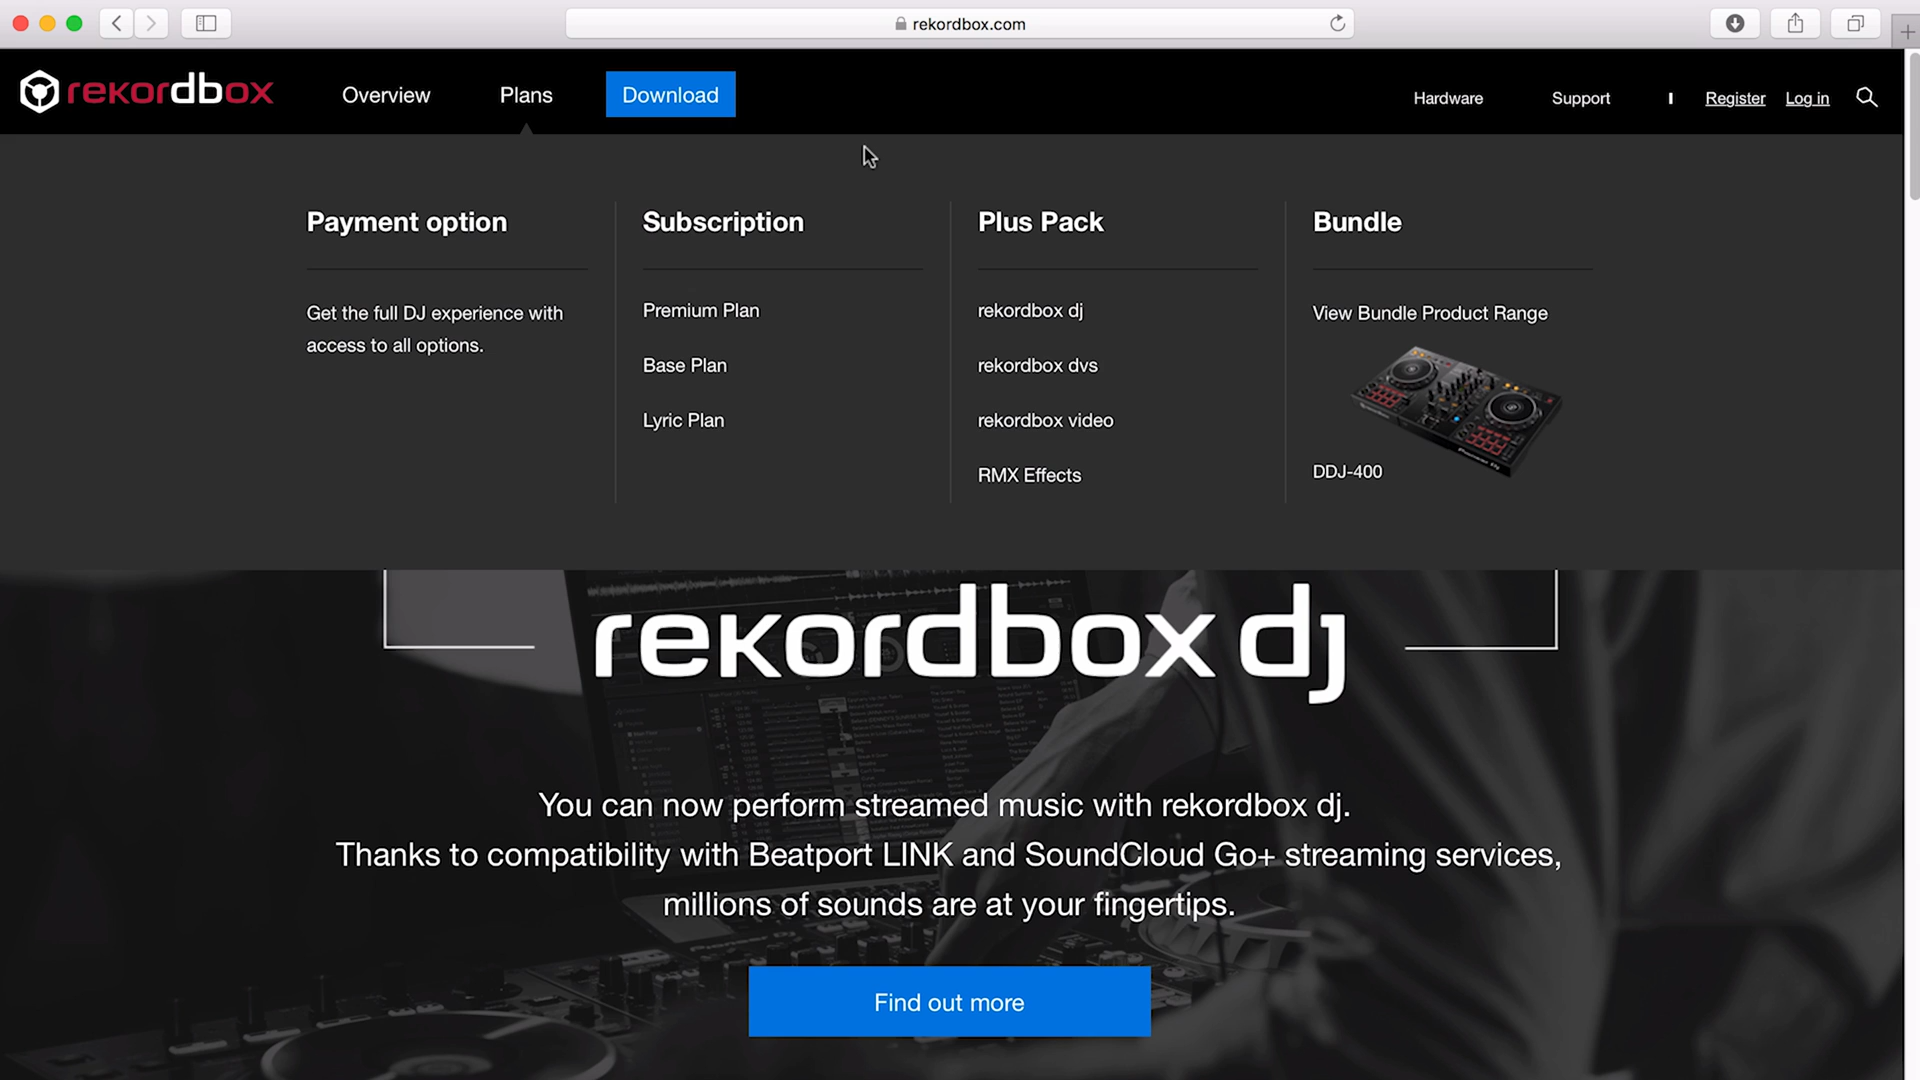 rekordbox.com
rekordbox
Overview
Plans
Download
Hardware
Support
Register
Log in
Payment option
Get the full DJ experience with
access to all options.
Subscription
Premium Plan
Base Plan
Lyric Plan
Plus Pack
rekordbox dj
rekordbox dvs
rekordbox video
RMX Effects
Bundle
View Bundle Product Range
DDJ-400
rekordbox dj
You can now perform streamed music with rekordbox dj.
Thanks to compatibility with Beatport LINK and SoundCloud Go+ streaming services,
millions of sounds are at your fingertips.
Find out more